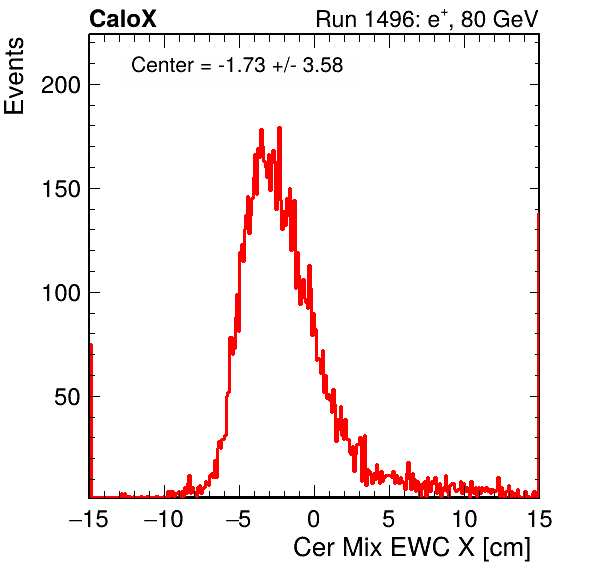 CaloX Run 1496: e⁺, 80 GeV
Center = -1.73 +/- 3.58
Events
200
150
100
50
−15 −10 −5 0 5 10 15
Cer Mix EWC X [cm]